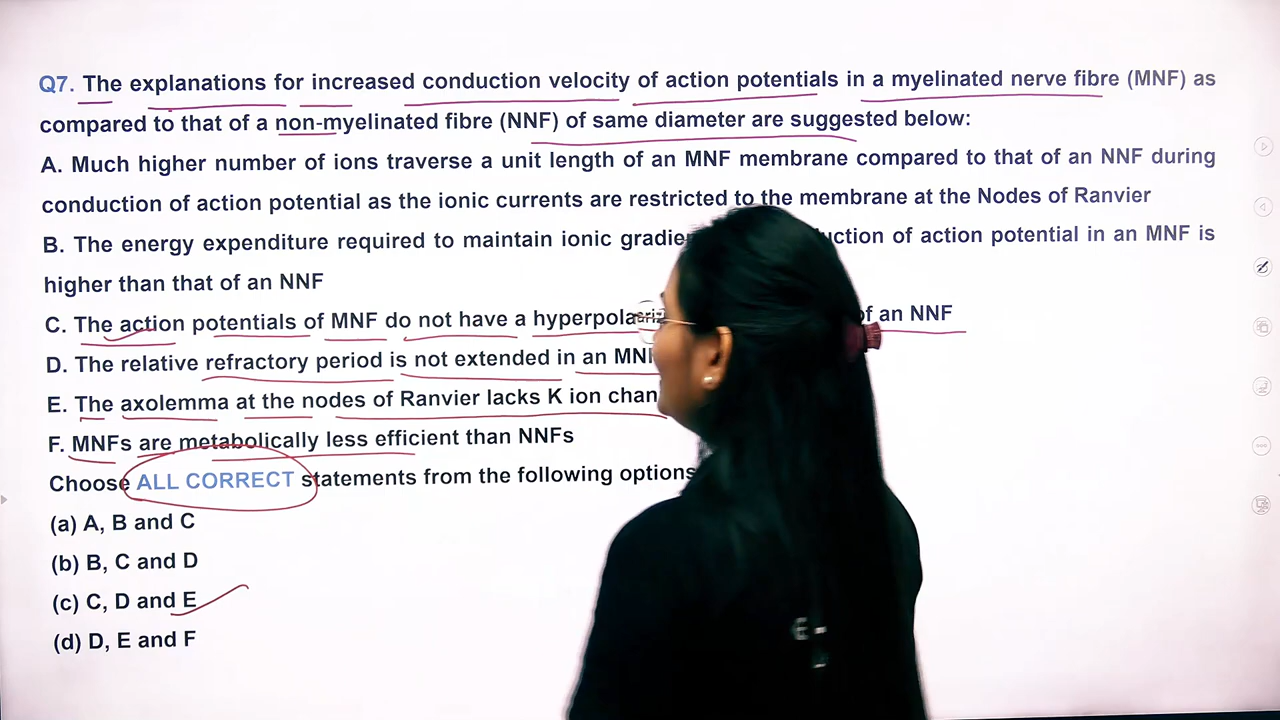 Q7. The explanations for increased conduction velocity of action potentials in a myelinated nerve fibre (MNF) as
compared to that of a non-myelinated fibre (NNF) of same diameter are suggested below:
A. Much higher number of ions traverse a unit length of an MNF membrane compared to that of an NNF during
conduction of action potential as the ionic currents are restricted to the membrane at the Nodes of Ranvier
B. The energy expenditure required to maintain ionic of action potential in an MNF is
higher than that of an NNF
C. The action potentials of MNF do not have a of an NNF
D. The relative refractory period is not extended in an
E. The axolemma at the nodes of Ranvier lacks K ion
F. MNFs are metabolically less efficient than NNFs
Choose ALL CORRECT statements from the following options
(a) A, B and C
(b) B, C and D
(c) C, D and E
(d) D, E and F